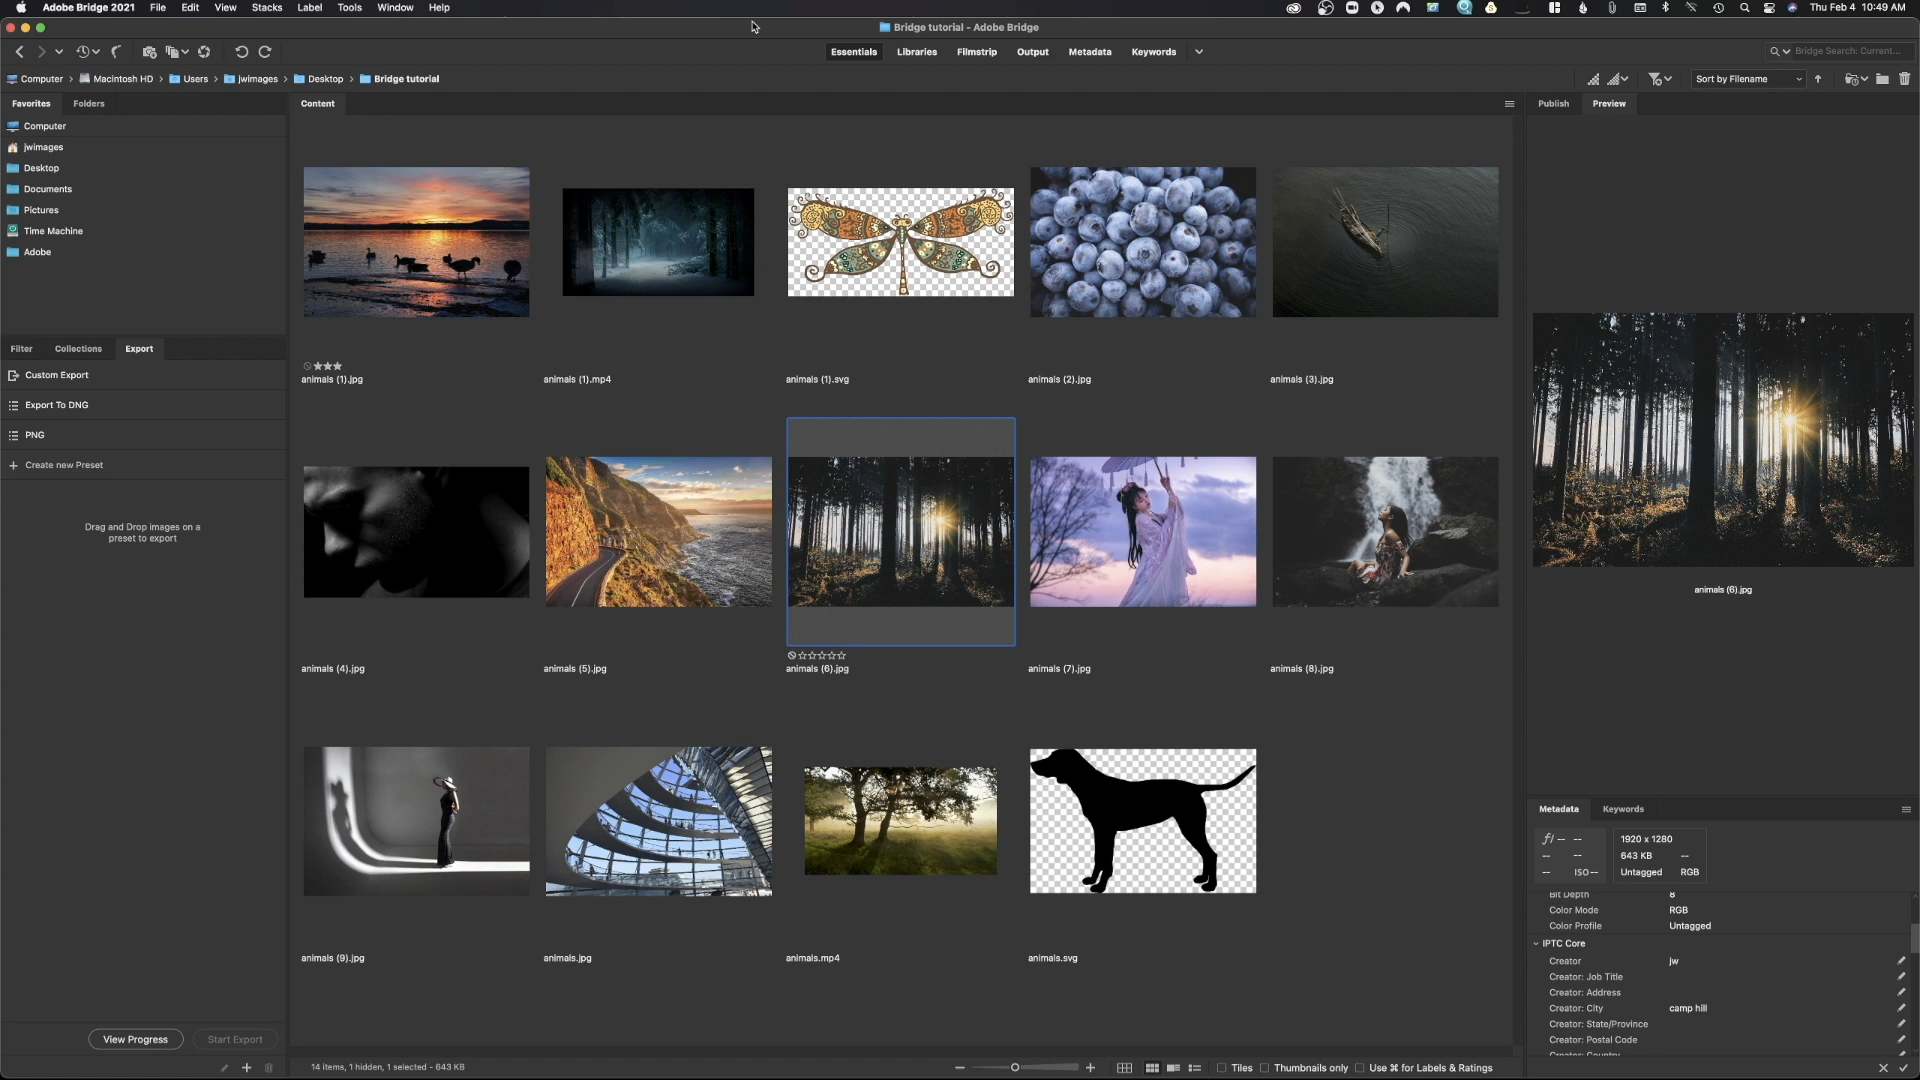 Adobe Bridge 2021 File Edit View Stacks Label Tools Window Help Thu Feb 4 10:49 AM
Bridge tutorial - Adobe Bridge
Essentials Libraries Filmstrip Output Metadata Keywords Bridge Search: Current...
Computer > Macintosh HD > Users > jwimages > Desktop > Bridge tutorial Sort by Filename
Favorites Folders
Computer
jwimages
Desktop
Documents
Pictures
Time Machine
Adobe
Filter Collections Export
Custom Export
Export To DNG
PNG
+ Create new Preset
Drag and Drop images on a
preset to export
View Progress Start Export
Content
animals (1).jpg animals (1).mp4 animals (1).svg animals (2).jpg animals (3).jpg
animals (4).jpg animals (5).jpg animals (6).jpg animals (7).jpg animals (8).jpg
animals (9).jpg animals.jpg animals.mp4 animals.svg
14 items, 1 hidden, 1 selected - 643 KB Tiles Thumbnails only Use ⌘ for Labels & Ratings
Publish Preview
animals (6).jpg
Metadata Keywords
f/ -- -- 1920 x 1280
-- -- 643 KB --
-- ISO-- Untagged RGB
Bit Depth 8
Color Mode RGB
Color Profile Untagged
IPTC Core
Creator jw
Creator: Job Title
Creator: Address
Creator: City camp hill
Creator: State/Province
Creator: Postal Code
Creator: Country